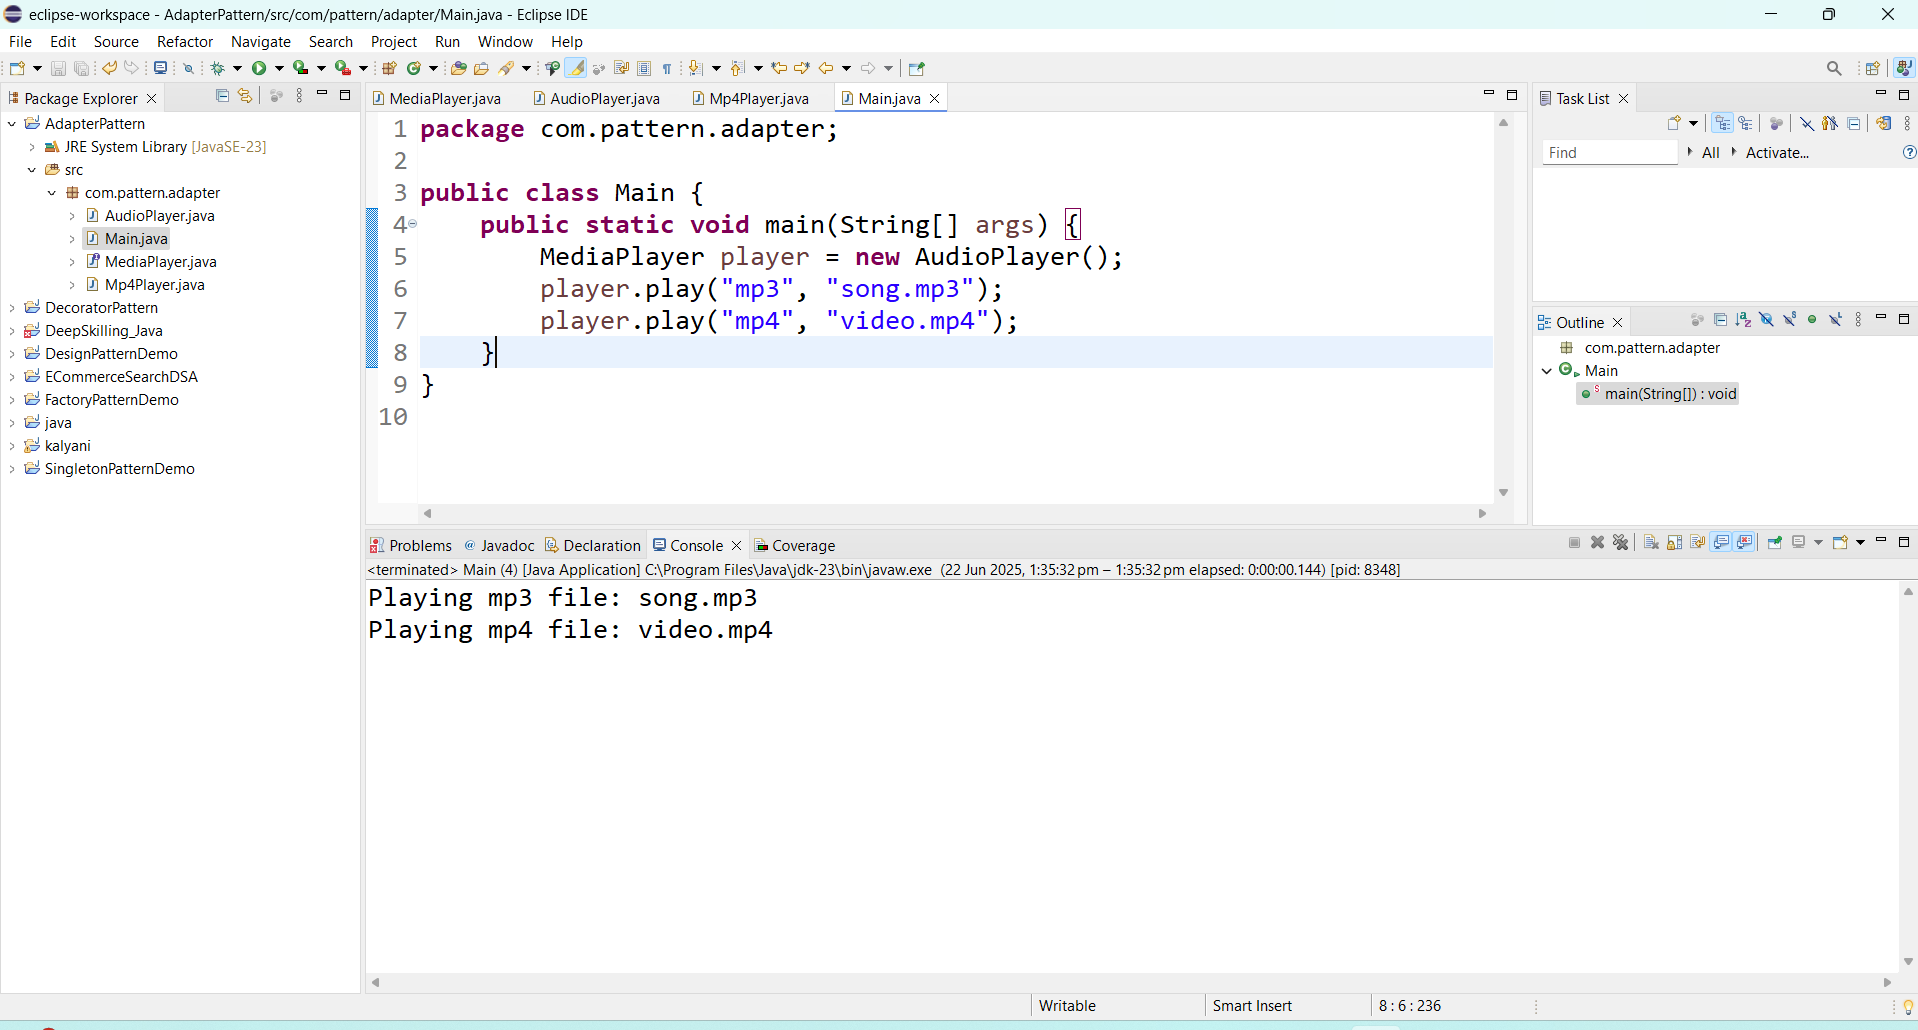 eclipse-workspace - AdapterPattern/src/com/pattern/adapter/Main.java - Eclipse IDE
File Edit Source Refactor Navigate Search Project Run Window Help
Package Explorer
AdapterPattern
JRE System Library [JavaSE-23]
src
com.pattern.adapter
AudioPlayer.java
Main.java
MediaPlayer.java
Mp4Player.java
DecoratorPattern
DeepSkilling_Java
DesignPatternDemo
ECommerceSearchDSA
FactoryPatternDemo
java
kalyani
SingletonPatternDemo
MediaPlayer.java AudioPlayer.java Mp4Player.java Main.java
1 package com.pattern.adapter;
2
3 public class Main {
4 public static void main(String[] args) {
5 MediaPlayer player = new AudioPlayer();
6 player.play("mp3", "song.mp3");
7 player.play("mp4", "video.mp4");
8 }
9 }
10
Task List
Find All Activate...
Outline
com.pattern.adapter
Main
main(String[]) : void
Problems Javadoc Declaration Console Coverage
<terminated> Main (4) [Java Application] C:\Program Files\Java\jdk-23\bin\javaw.exe (22 Jun 2025, 1:35:32 pm – 1:35:32 pm elapsed: 0:00:00.144) [pid: 8348]
Playing mp3 file: song.mp3
Playing mp4 file: video.mp4
Writable Smart Insert 8 : 6 : 236